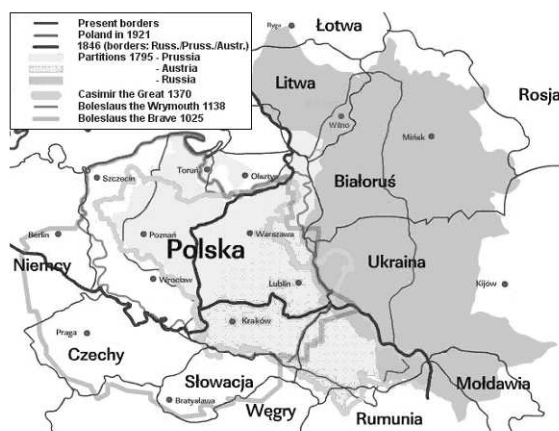 Present borders
Poland in 1921
1846 (borders: Russ./Pruss./Austr.)
Partitions 1795 - Prussia
- Austria
- Russia
Casimir the Great 1370
Boleslaus the Wrymouth 1138
Boleslaus the Brave 1025
Ryga
Łotwa
Litwa
Rosja
Wilno
Mińsk
Szczecin
Toruń
Olsztyn
Białoruś
Berlin
Poznań
Polska
Warszawa
Niemcy
Ukraina
Wrocław
Lublin
Kijów
Praga
Kraków
Czechy
Słowacja
Mołdawia
Bratysława
Węgry
Rumunia